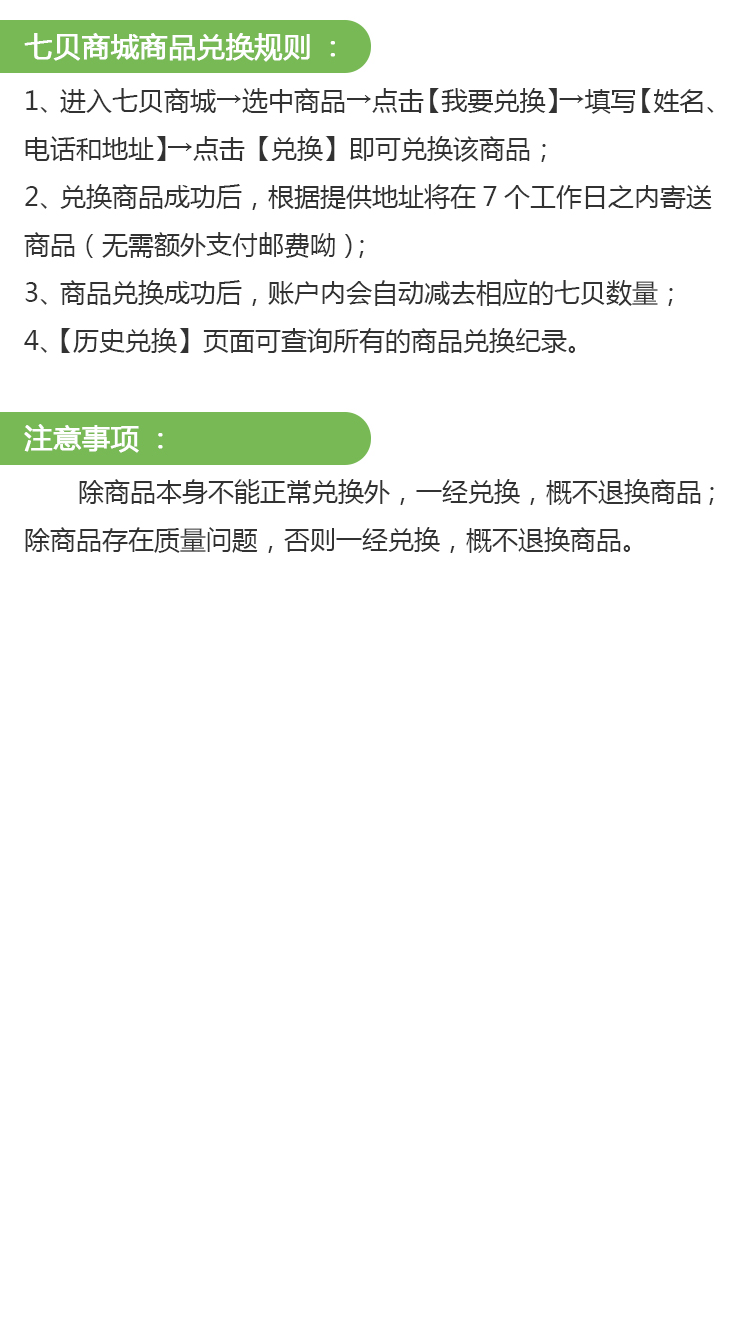 七贝商城商品兑换规则 ：
1、进入七贝商城→选中商品→点击【我要兑换】→填写【姓名、
电话和地址】→点击【兑换】即可兑换该商品；
2、兑换商品成功后，根据提供地址将在 7 个工作日之内寄送
商品（无需额外支付邮费呦）；
3、商品兑换成功后，账户内会自动减去相应的七贝数量；
4、【历史兑换】页面可查询所有的商品兑换纪录。
注意事项 ：
除商品本身不能正常兑换外，一经兑换，概不退换商品；
除商品存在质量问题，否则一经兑换，概不退换商品。